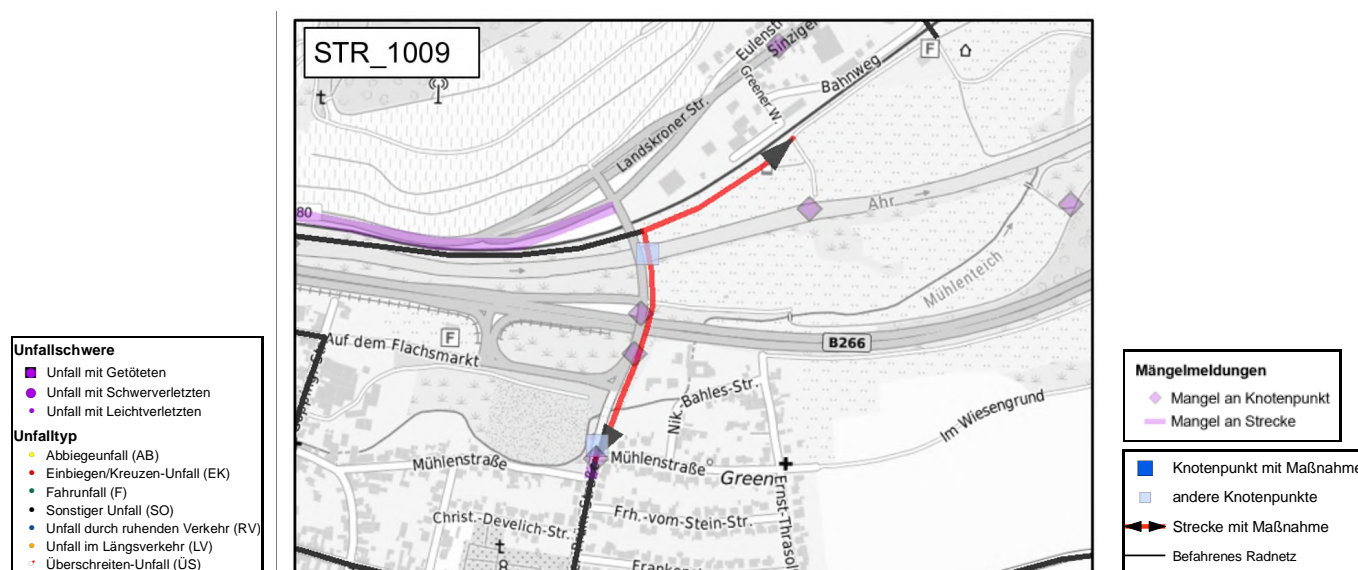 STR_1009
Eulenstr.
Sinziger
Greener W.
Bahnweg
F
Landskroner Str.
80
Ahr
Mühlenteich
B266
F
Auf dem Flachsmarkt
Nik.-Bahles-Str.
Im Wiesengrund
Mühlenstraße
Mühlenstraße
Green
Ernst-Thrasolt
Christ.-Develich-Str.
Frh.-vom-Stein-Str.
Unfallschwere
Unfall mit Getöteten
Unfall mit Schwerverletzten
Unfall mit Leichtverletzten
Unfalltyp
Abbiegeunfall (AB)
Einbiegen/Kreuzen-Unfall (EK)
Fahrunfall (F)
Sonstiger Unfall (SO)
Unfall durch ruhenden Verkehr (RV)
Unfall im Längsverkehr (LV)
Überschreiten-Unfall (ÜS)
Mängelmeldungen
Mangel an Knotenpunkt
Mangel an Strecke
Knotenpunkt mit Maßnahme
andere Knotenpunkte
Strecke mit Maßnahme
Befahrenes Radnetz